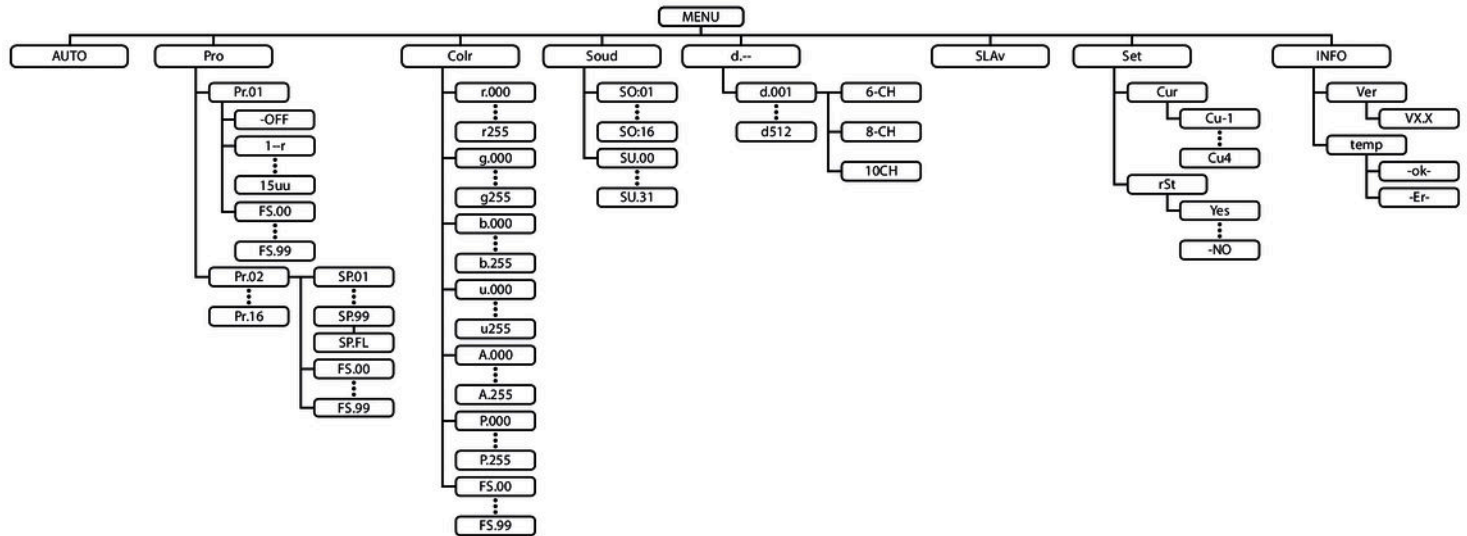 MENU
AUTO
Pro
Colr
Soud
d.--
SLAv
Set
INFO
Pr.01
-OFF
1--r
15uu
FS.00
FS.99
Pr.02
Pr.16
SP.01
SP.99
SP.FL
FS.00
FS.99
r.000
r255
g.000
g255
b.000
b.255
u.000
u255
A.000
A.255
P.000
P.255
FS.00
FS.99
SO:01
SO:16
SU.00
SU.31
d.001
d512
6-CH
8-CH
10CH
Cur
Cu-1
Cu4
rSt
Yes
-NO
Ver
VX.X
temp
-ok-
-Er-